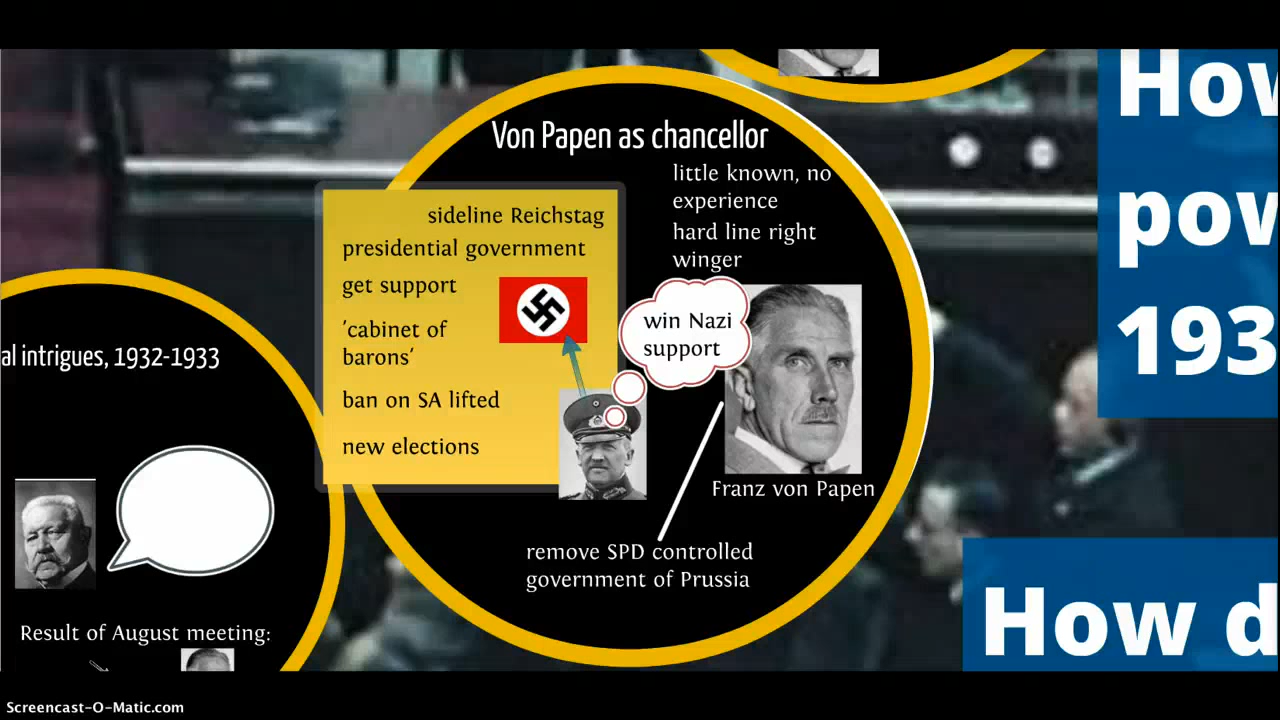 Von Papen as chancellor
little known, no
experience
hard line right
winger
sideline Reichstag
presidential government
get support
'cabinet of
barons'
ban on SA lifted
new elections
win Nazi
support
Franz von Papen
remove SPD controlled
government of Prussia
al intrigues, 1932-1933
Result of August meeting:
How
pow
193
How d
Screencast-O-Matic.com